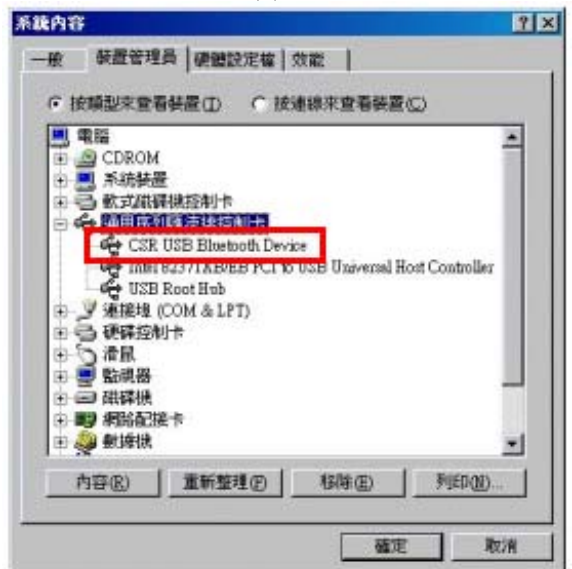 系統內容
一般 裝置管理員 硬體設定檔 效能
按類型來查看裝置(T) 按連線來查看裝置(C)
電腦
CDROM
系統裝置
軟式磁碟機控制卡
通用序列匯流排控制卡
CSR USB Bluetooth Device
Intel 82371AB/EB PCI to USB Universal Host Controller
USB Root Hub
連接埠 (COM & LPT)
硬碟控制卡
滑鼠
監視器
磁碟機
網路配接卡
數據機
內容(R) 重新整理(F) 移除(E) 列印(N)...
確定 取消